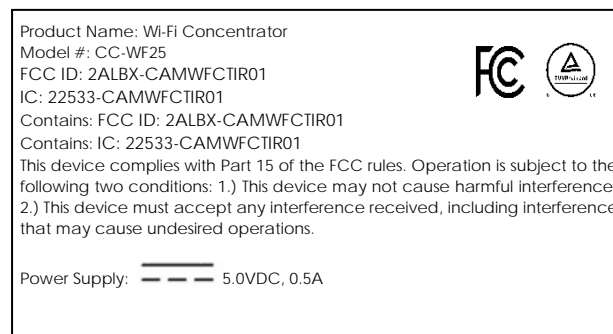 Product Name: Wi-Fi Concentrator
Model #: CC-WF25
FCC ID: 2ALBX-CAMWFCTIR01
IC: 22533-CAMWFCTIR01
Contains: FCC ID: 2ALBX-CAMWFCTIR01
Contains: IC: 22533-CAMWFCTIR01
FC
TÜVRheinland
This device complies with Part 15 of the FCC rules. Operation is subject to the
following two conditions: 1.) This device may not cause harmful interference
2.) This device must accept any interference received, including interference
that may cause undesired operations.
Power Supply: 5.0VDC, 0.5A